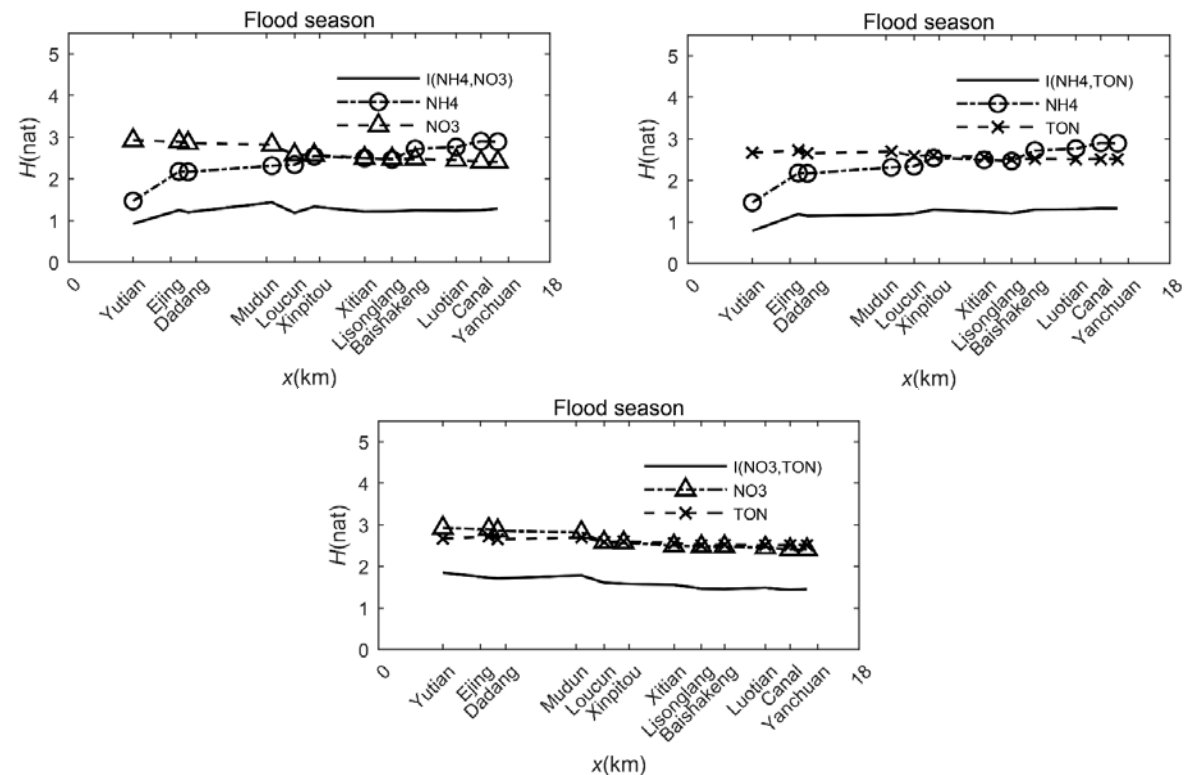 Flood season
H(nat)
5
4
3
2
1
0
I(NH4,NO3)
NH4
NO3
0
Yutian
Ejing
Dadang
Mudun
Loucun
Xinpitou
Xitian
Lisonglang
Baishakeng
Luotian
Canal
Yanchuan
18
x(km)
Flood season
H(nat)
5
4
3
2
1
0
I(NH4,TON)
NH4
TON
0
Yutian
Ejing
Dadang
Mudun
Loucun
Xinpitou
Xitian
Lisonglang
Baishakeng
Luotian
Canal
Yanchuan
18
x(km)
Flood season
H(nat)
5
4
3
2
1
0
I(NO3,TON)
NO3
TON
0
Yutian
Ejing
Dadang
Mudun
Loucun
Xinpitou
Xitian
Lisonglang
Baishakeng
Luotian
Canal
Yanchuan
18
x(km)